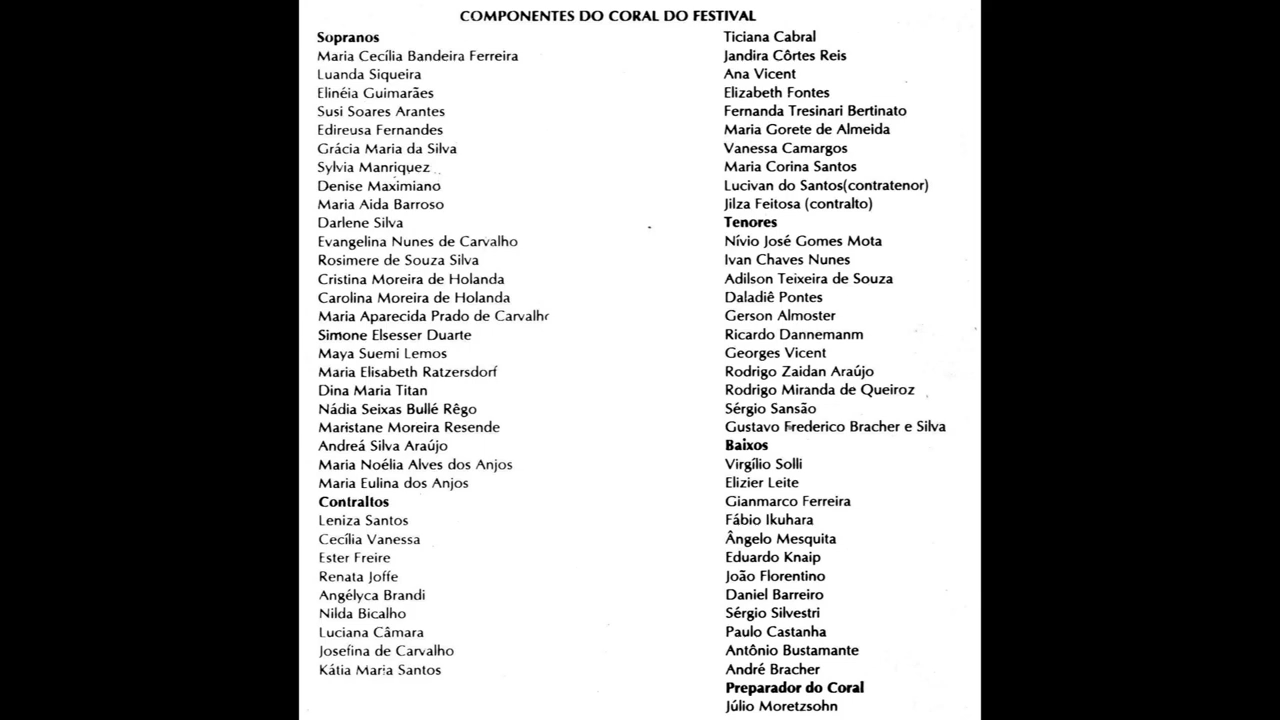 COMPONENTES DO CORAL DO FESTIVAL
Sopranos
Maria Cecília Bandeira Ferreira
Luanda Siqueira
Elinéia Guimarães
Susi Soares Arantes
Edireusa Fernandes
Grácia Maria da Silva
Sylvia Manriquez
Denise Maximiano
Maria Aida Barroso
Darlene Silva
Evangelina Nunes de Carvalho
Rosimere de Souza Silva
Cristina Moreira de Holanda
Carolina Moreira de Holanda
Maria Aparecida Prado de Carvalho
Simone Elsesser Duarte
Maya Suemi Lemos
Maria Elisabeth Ratzersdorf
Dina Maria Titan
Nádia Seixas Bullé Rêgo
Maristane Moreira Resende
Andreá Silva Araújo
Maria Noélia Alves dos Anjos
Maria Eulina dos Anjos
Contraltos
Leniza Santos
Cecília Vanessa
Ester Freire
Renata Joffe
Angélyca Brandi
Nilda Bicalho
Luciana Câmara
Josefina de Carvalho
Kátia Maria Santos
Ticiana Cabral
Jandira Côrtes Reis
Ana Vicent
Elizabeth Fontes
Fernanda Tresinari Bertinato
Maria Gorete de Almeida
Vanessa Camargos
Maria Corina Santos
Lucivan do Santos(contratenor)
Jilza Feitosa (contralto)
Tenores
Nívio José Gomes Mota
Ivan Chaves Nunes
Adilson Teixeira de Souza
Daladiê Pontes
Gerson Almoster
Ricardo Dannemanm
Georges Vicent
Rodrigo Zaidan Araújo
Rodrigo Miranda de Queiroz
Sérgio Sansão
Gustavo Frederico Bracher e Silva
Baixos
Virgílio Solli
Elizier Leite
Gianmarco Ferreira
Fábio Ikuhara
Ângelo Mesquita
Eduardo Knaip
João Florentino
Daniel Barreiro
Sérgio Silvestri
Paulo Castanha
Antônio Bustamante
André Bracher
Preparador do Coral
Júlio Moretzsohn